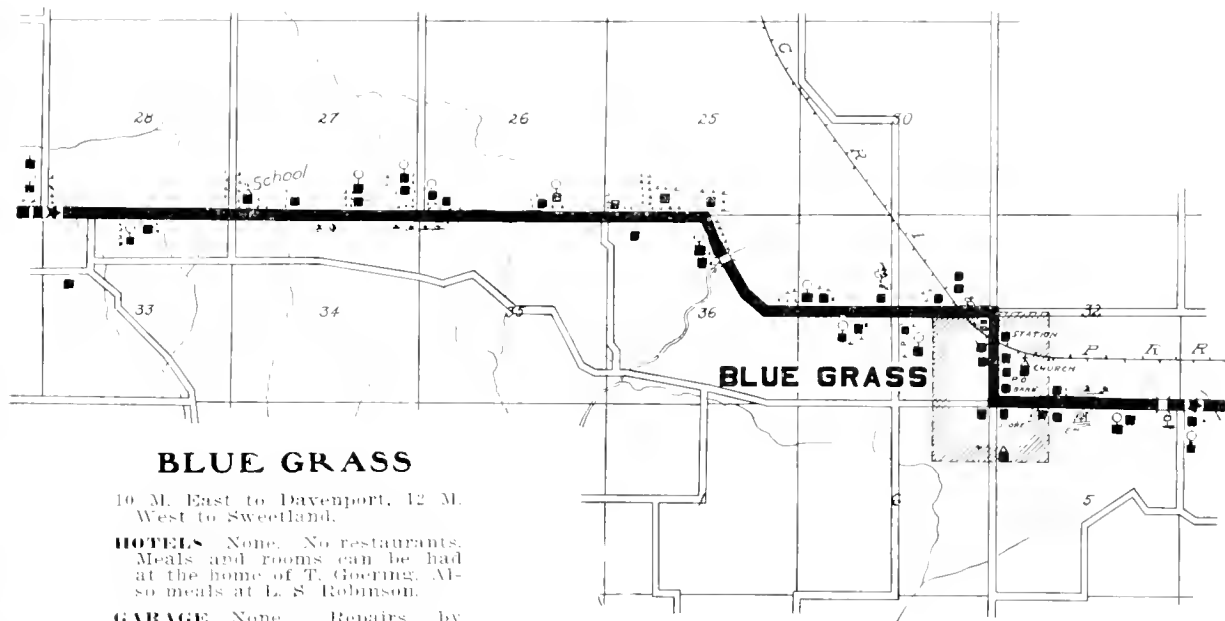 28
27
26
25
30
School
C
R
I
33
34
35
36
32
STATION
P
R
R
CHURCH
P.O.
BANK
BLUE GRASS
6
5
BLUE GRASS
10 M. East to Davenport, 12 M.
West to Sweetland.
HOTELS None. No restaurants.
Meals and rooms can be had
at the home of T. Goering. Al-
so meals at L. S. Robinson.
GARAGE None. Repairs by